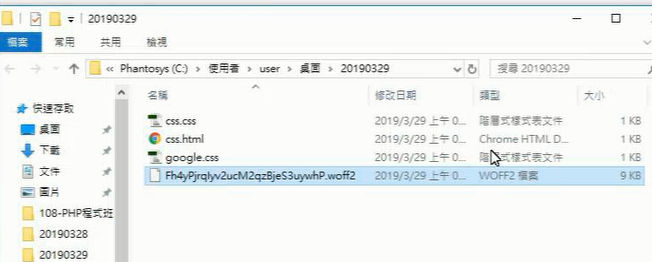 20190329
檔案 常用 共用 檢視
Phantosys (C:) 使用者 user 桌面 20190329 搜尋 20190329
名稱 修改日期 類型 大小
快速存取
桌面
下載
文件
圖片
108-PHP程式班
20190328
20190329
css.css 2019/3/29 上午 0... 階層式樣式表文件 1 KB
css.html 2019/3/29 上午 0... Chrome HTML D... 1 KB
google.css 2019/3/29 上午 0... 階層式樣式表文件 1 KB
Fh4yPjrqIyv2ucM2qzBjeS3uywhP.woff2 2019/3/29 上午 0... WOFF2 檔案 9 KB